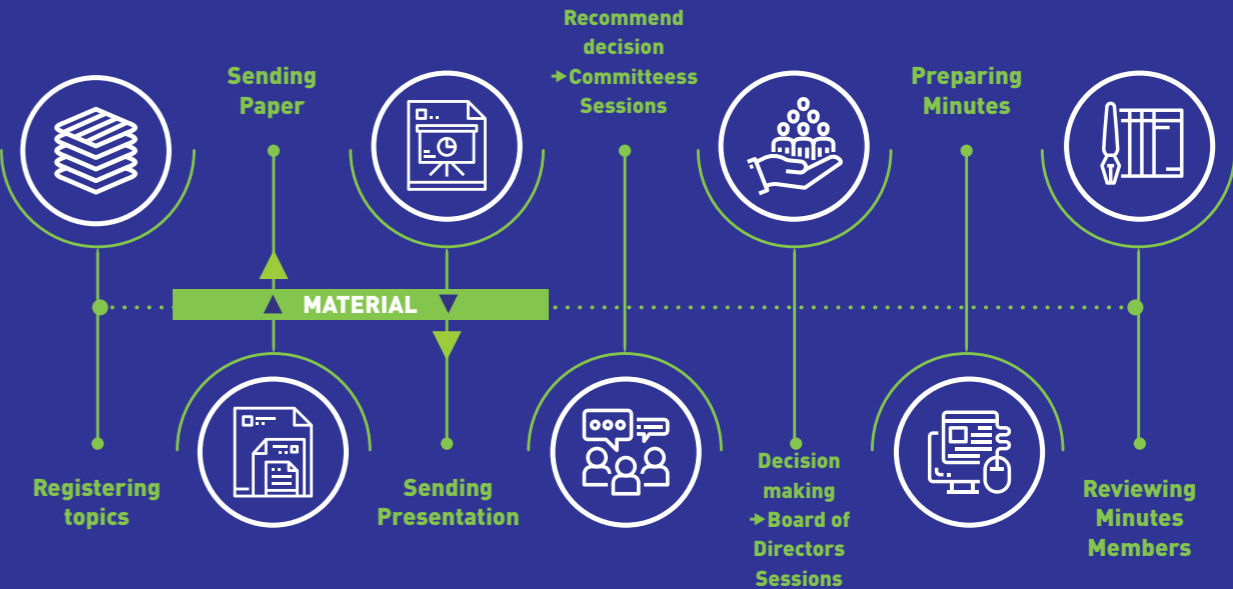 Registering
topics
Sending
Paper
MATERIAL
Sending
Presentation
Recommend
decision
→Committeess
Sessions
Decision
making
→Board of
Directors
Sessions
Preparing
Minutes
Reviewing
Minutes
Members